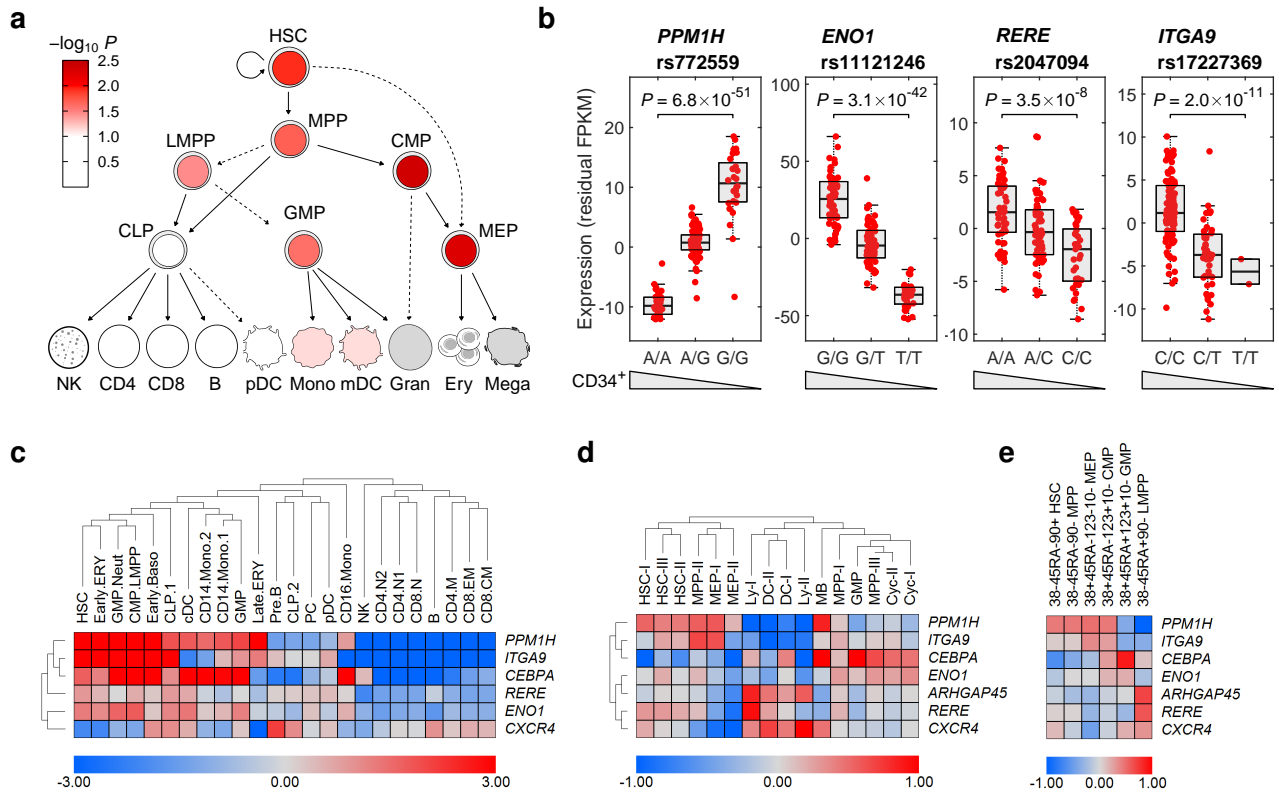 a
−log10 P
2.5
2.0
1.5
1.0
0.5
HSC
MPP
LMPP
CMP
GMP
CLP
MEP
NK CD4 CD8 B pDC Mono mDC Gran Ery Mega
b
PPM1H
rs772559
ENO1
rs11121246
RERE
rs2047094
ITGA9
rs17227369
Expression (residual FPKM)
P = 6.8×10-51
20
10
0
-10
A/A A/G G/G
P = 3.1×10-42
100
50
0
-50
G/G G/T T/T
P = 3.5×10-8
10
5
0
-5
-10
A/A A/C C/C
P = 2.0×10-11
15
10
5
0
-5
-10
C/C C/T T/T
CD34+
c
HSC
Early.ERY
GMP.Neut
CMP.LMPP
Early.Baso
CLP.1
cDC
CD14.Mono.2
CD14.Mono.1
GMP
Late.ERY
Pre.B
CLP.2
PC
pDC
CD16.Mono
NK
CD4.N2
CD4.N1
CD8.N
B
CD4.M
CD8.EM
CD8.CM
PPM1H
ITGA9
CEBPA
RERE
ENO1
CXCR4
-3.00 0.00 3.00
d
HSC-I
HSC-III
HSC-II
MPP-II
MEP-I
MEP-II
Ly-I
DC-II
DC-I
Ly-II
MB
MPP-I
GMP
MPP-III
Cyc-II
Cyc-I
PPM1H
ITGA9
CEBPA
ENO1
ARHGAP45
RERE
CXCR4
-1.00 0.00 1.00
e
38-45RA-90+ HSC
38-45RA-90- MPP
38+45RA-123-10- MEP
38+45RA-123+10- CMP
38+45RA+123+10- GMP
38-45RA+90- LMPP
PPM1H
ITGA9
CEBPA
ENO1
ARHGAP45
RERE
CXCR4
-1.00 0.00 1.00